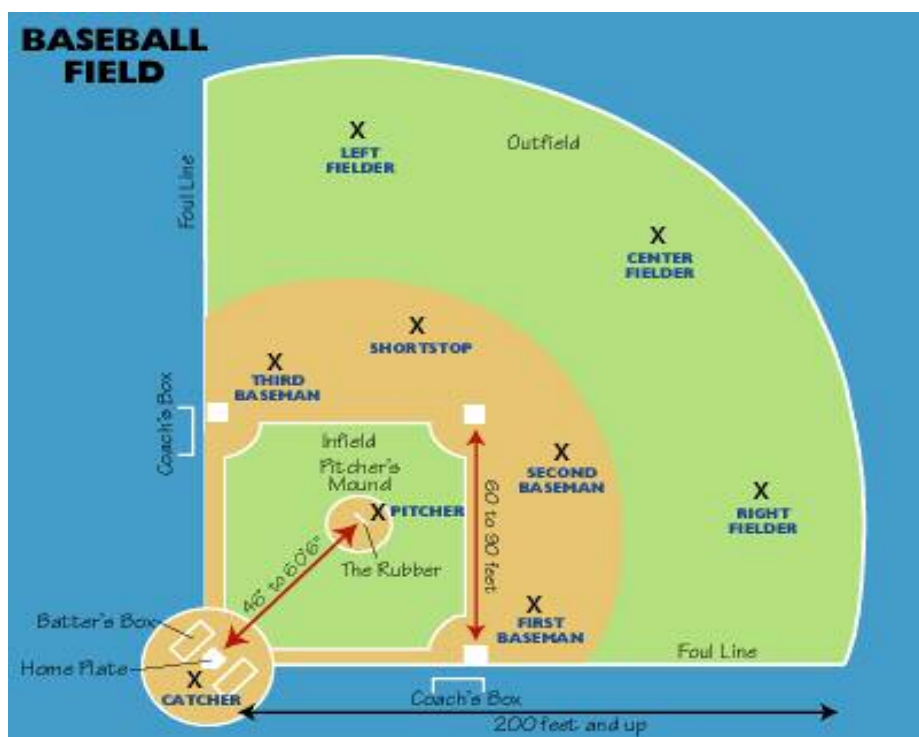 BASEBALL
FIELD
X
LEFT
FIELDER
Outfield
Foul Line
X
CENTER
FIELDER
X
SHORTSTOP
X
THIRD
BASEMAN
Coach's Box
Infield
Pitcher's
Mound
X PITCHER
The Rubber
46' to 60'6"
60 to 90 feet
X
SECOND
BASEMAN
X
RIGHT
FIELDER
X
FIRST
BASEMAN
Foul Line
Batter's Box
Home Plate
X
CATCHER
Coach's Box
200 feet and up